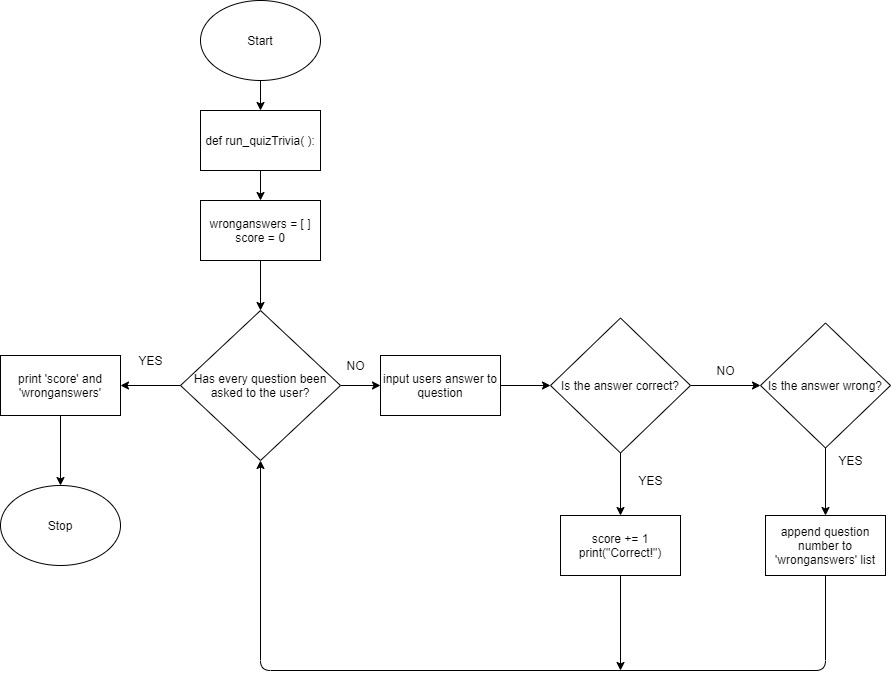 Start
def run_quizTrivia( ):
wronganswers = [ ]
score = 0
YES
print 'score' and
'wronganswers'
Has every question been
asked to the user?
NO
input users answer to
question
Is the answer correct?
NO
Is the answer wrong?
YES
YES
Stop
score += 1
print("Correct!")
append question
number to
'wronganswers' list